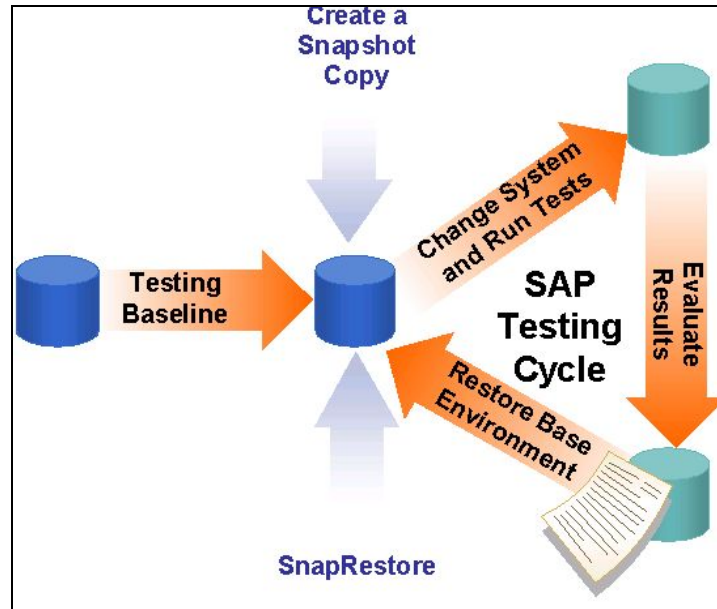 Create a
Snapshot
Copy
Testing
Baseline
Change System
and Run Tests
SAP
Testing
Cycle
Evaluate
Results
Restore Base
Environment
SnapRestore